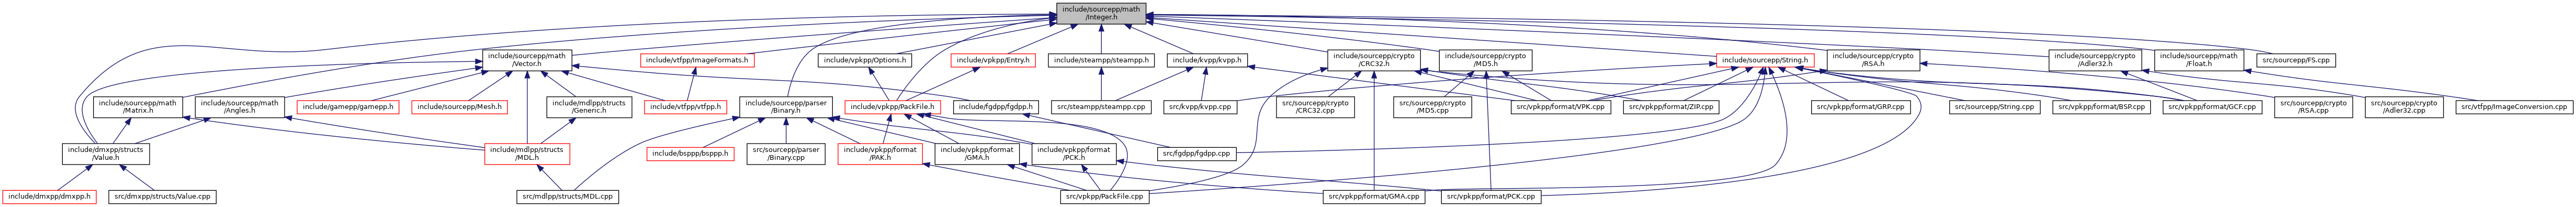 include/sourcepp/math
/Integer.h
include/sourcepp/math
/Vector.h
include/vtfpp/ImageFormats.h
include/vpkpp/Options.h
include/vpkpp/Entry.h
include/steampp/steampp.h
include/kvpp/kvpp.h
include/sourcepp/crypto
/CRC32.h
include/sourcepp/crypto
/MD5.h
include/sourcepp/String.h
include/sourcepp/crypto
/RSA.h
include/sourcepp/crypto
/Adler32.h
include/sourcepp/math
/Float.h
src/sourcepp/FS.cpp
include/sourcepp/math
/Matrix.h
include/sourcepp/math
/Angles.h
include/gamepp/gamepp.h
include/sourcepp/Mesh.h
include/mdlpp/structs
/Generic.h
include/vtfpp/vtfpp.h
include/sourcepp/parser
/Binary.h
include/vpkpp/PackFile.h
include/fgdpp/fgdpp.h
src/steampp/steampp.cpp
src/kvpp/kvpp.cpp
src/sourcepp/crypto
/CRC32.cpp
src/sourcepp/crypto
/MD5.cpp
src/vpkpp/format/VPK.cpp
src/vpkpp/format/ZIP.cpp
src/vpkpp/format/GRP.cpp
src/sourcepp/String.cpp
src/vpkpp/format/BSP.cpp
src/vpkpp/format/GCF.cpp
src/sourcepp/crypto
/RSA.cpp
src/sourcepp/crypto
/Adler32.cpp
src/vtfpp/ImageConversion.cpp
include/dmxpp/structs
/Value.h
include/mdlpp/structs
/MDL.h
include/bsppp/bsppp.h
src/sourcepp/parser
/Binary.cpp
include/vpkpp/format
/PAK.h
include/vpkpp/format
/GMA.h
include/vpkpp/format
/PCK.h
src/fgdpp/fgdpp.cpp
include/dmxpp/dmxpp.h
src/dmxpp/structs/Value.cpp
src/mdlpp/structs/MDL.cpp
src/vpkpp/PackFile.cpp
src/vpkpp/format/GMA.cpp
src/vpkpp/format/PCK.cpp